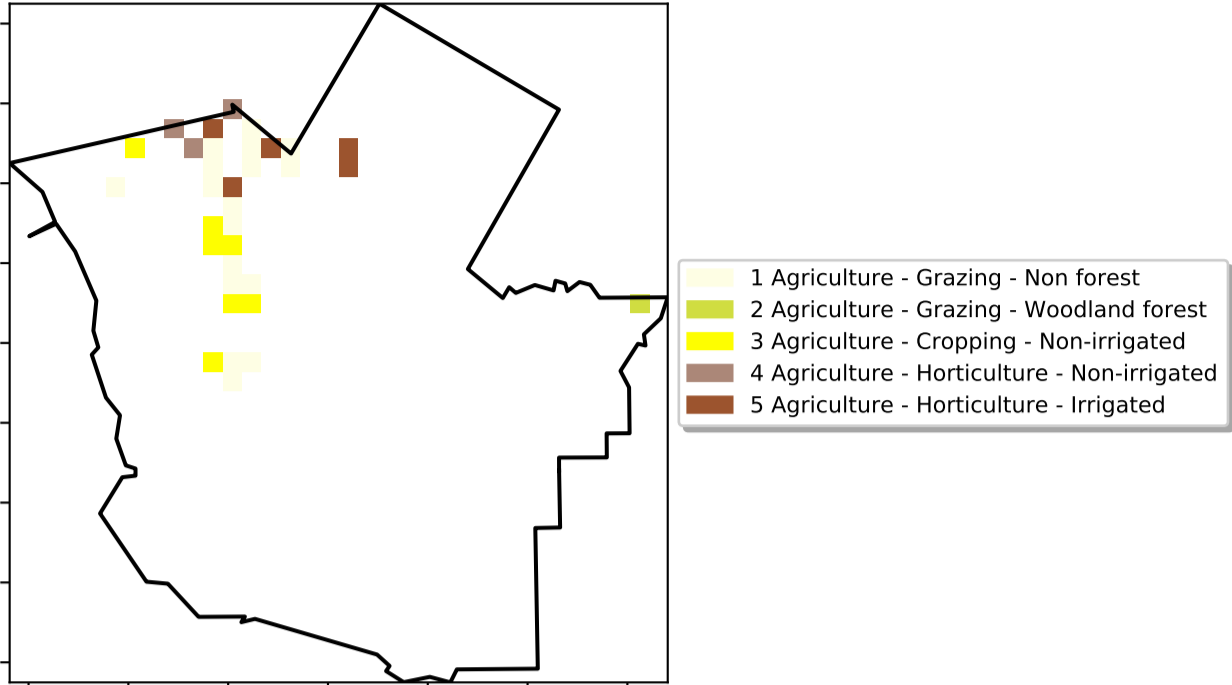 1 Agriculture - Grazing - Non forest
2 Agriculture - Grazing - Woodland forest
3 Agriculture - Cropping - Non-irrigated
4 Agriculture - Horticulture - Non-irrigated
5 Agriculture - Horticulture - Irrigated